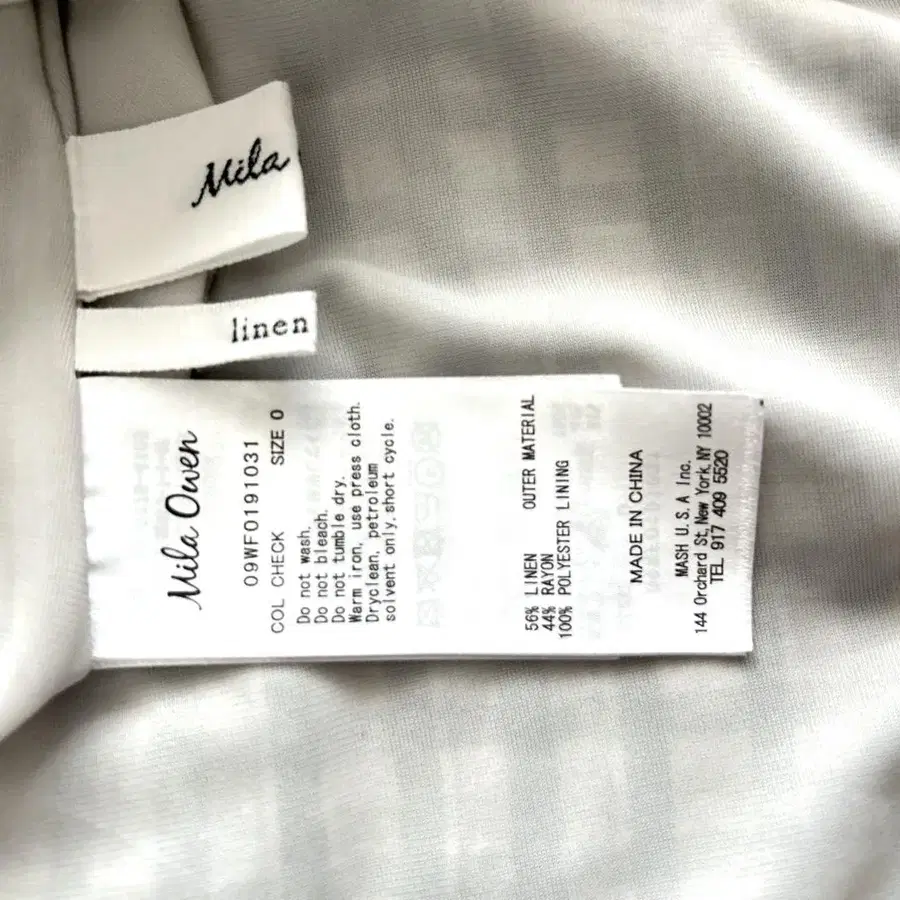 Mila
linen
Mila Owen
09WF0191031
COL CHECK SIZE 0
Do not wash.
Do not bleach.
Do not tumble dry.
Warm iron, use press cloth.
Dryclean, petroleum
solvent only, short cycle.
56% LINEN OUTER MATERIAL
44% RAYON
100% POLYESTER LINING
MADE IN CHINA
MASH U.S.A Inc.
144 Orchard St, New York, NY 10002
TEL 917 409 5520